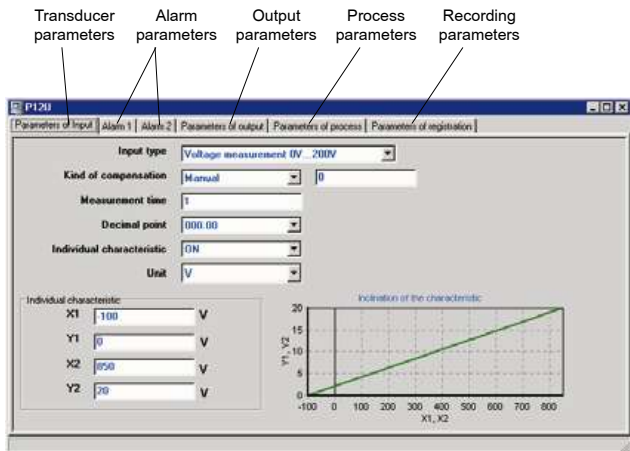 Transducer parameters
Alarm parameters
Output parameters
Process parameters
Recording parameters
P12U
Parameters of Input
Alarm 1
Alarm 2
Parameters of output
Parameters of process
Parameters of registration
Input type Voltage measurement 0V...200V
Kind of compensation Manual 0
Measurement time 1
Decimal point 000.00
Individual characteristic ON
Unit V
Individual characteristic
X1 -100 V
Y1 0 V
X2 850 V
Y2 20 V
Inclination of the characteristic
Y1, Y2
20
15
10
5
0
-100 0 100 200 300 400 500 600 700 800
X1, X2